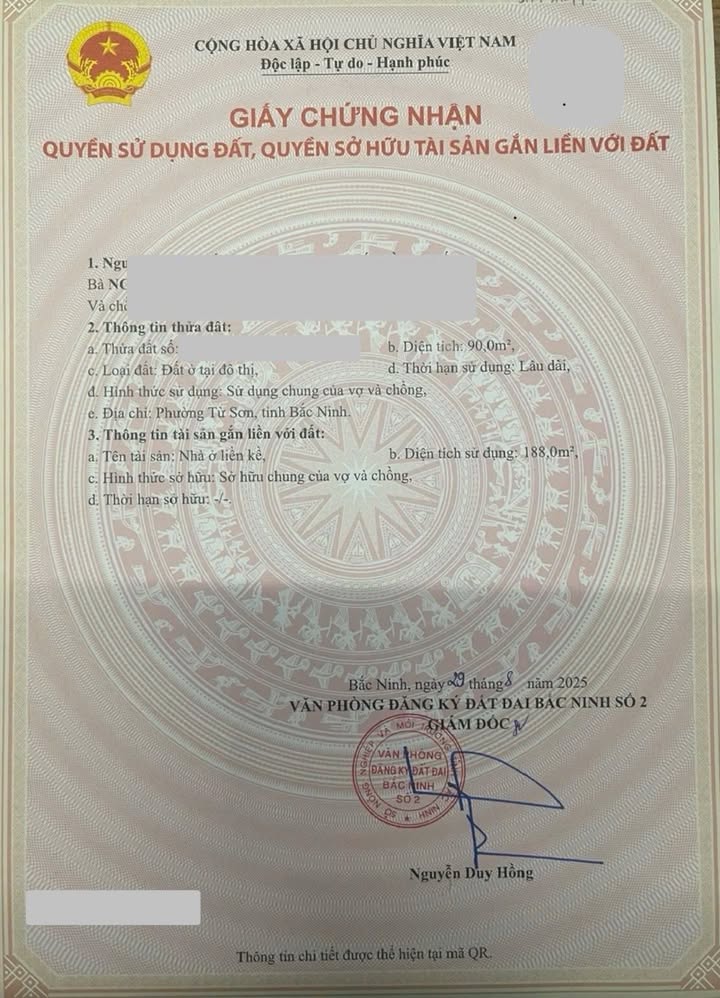 CỘNG HÒA XÃ HỘI CHỦ NGHĨA VIỆT NAM
Độc lập - Tự do - Hạnh phúc
GIẤY CHỨNG NHẬN
QUYỀN SỬ DỤNG ĐẤT, QUYỀN SỞ HỮU TÀI SẢN GẮN LIỀN VỚI ĐẤT
1.
Bà
Và
2. Thông tin thửa đất:
a. Thửa đất số: b. Diện tích: 90,0m²,
c. Loại đất: Đất ở tại đô thị, d. Thời hạn sử dụng: Lâu dài,
đ. Hình thức sử dụng: Sử dụng chung của vợ và chồng,
e. Địa chỉ: Phường Từ Sơn, tỉnh Bắc Ninh.
3. Thông tin tài sản gắn liền với đất:
a. Tên tài sản: Nhà ở liền kề, b. Diện tích sử dụng: 188,0m²,
c. Hình thức sở hữu: Sở hữu chung của vợ và chồng,
d. Thời hạn sở hữu: -/-.
Bắc Ninh, ngày 29 tháng 8 năm 2025
VĂN PHÒNG ĐĂNG KÝ ĐẤT ĐAI BẮC NINH SỐ 2
GIÁM ĐỐC
SỞ NÔNG NGHIỆP VÀ MÔI TRƯỜNG
VĂN PHÒNG
ĐĂNG KÝ ĐẤT ĐAI
BẮC NINH
SỐ 2
Nguyễn Duy Hồng
Thông tin chi tiết được thể hiện tại mã QR.